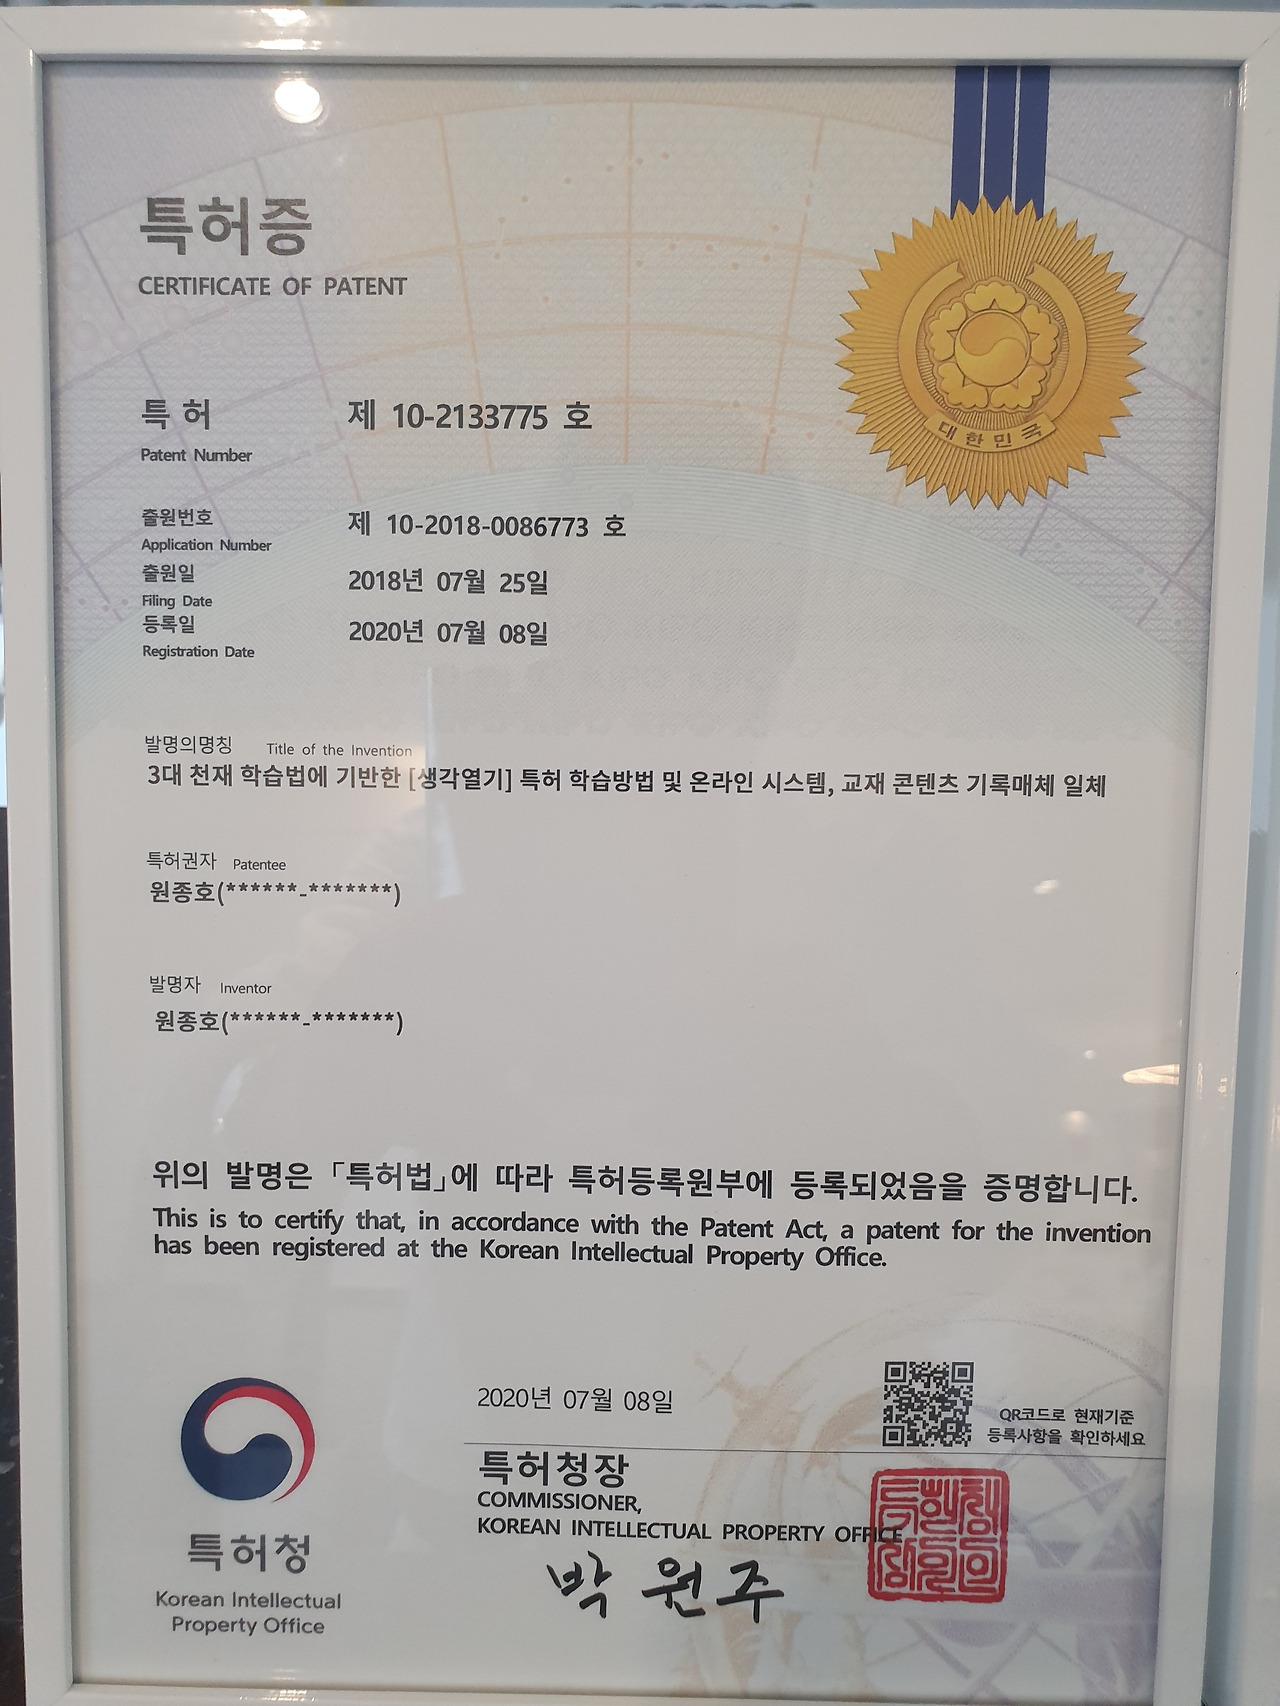 특허증
CERTIFICATE OF PATENT
대한민국
특 허
제 10-2133775 호
Patent Number
출원번호
제 10-2018-0086773 호
Application Number
출원일
2018년 07월 25일
Filing Date
등록일
2020년 07월 08일
Registration Date
발명의명칭 Title of the Invention
3대 천재 학습법에 기반한 [생각열기] 특허 학습방법 및 온라인 시스템, 교재 콘텐츠 기록매체 일체
특허권자 Patentee
원종호(******-*******)
발명자 Inventor
원종호(******-*******)
위의 발명은 「특허법」에 따라 특허등록원부에 등록되었음을 증명합니다.
This is to certify that, in accordance with the Patent Act, a patent for the invention
has been registered at the Korean Intellectual Property Office.
2020년 07월 08일
QR코드로 현재기준
등록사항을 확인하세요
특허청장
COMMISSIONER,
KOREAN INTELLECTUAL PROPERTY OFFICE
박원주
특허청
Korean Intellectual
Property Office